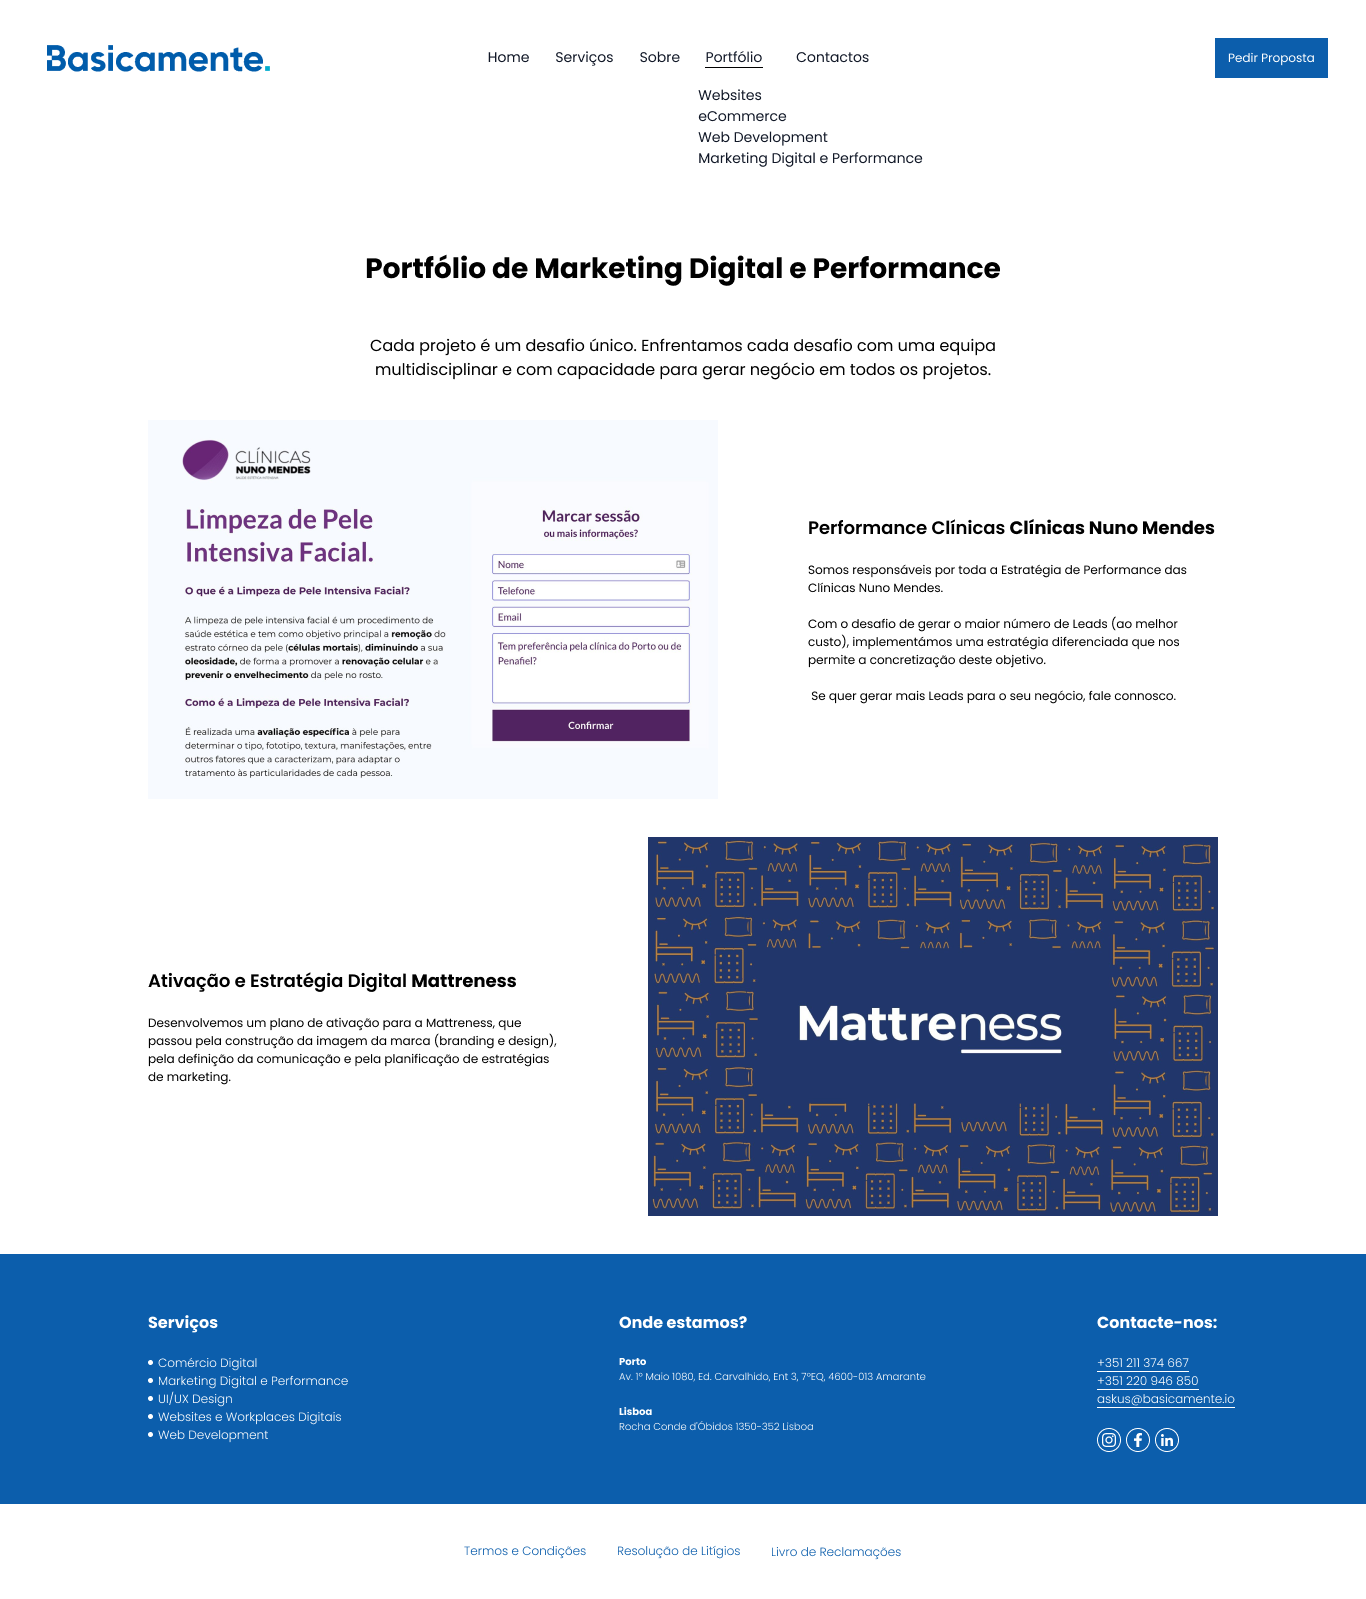 Basicamente.
Home Serviços Sobre Portfólio Contactos
Pedir Proposta
Websites
eCommerce
Web Development
Marketing Digital e Performance
Portfólio de Marketing Digital e Performance
Cada projeto é um desafio único. Enfrentamos cada desafio com uma equipa
multidisciplinar e com capacidade para gerar negócio em todos os projetos.
CLÍNICAS
NUNO MENDES
Limpeza de Pele
Intensiva Facial.
O que é a Limpeza de Pele Intensiva Facial?
A limpeza de pele intensiva facial é um procedimento de
saúde estética e tem como objetivo principal a remoção do
estrato córneo da pele (células mortais), diminuindo a sua
oleosidade, de forma a promover a renovação celular e a
prevenir o envelhecimento da pele no rosto.
Como é a Limpeza de Pele Intensiva Facial?
É realizada uma avaliação específica à pele para
determinar o tipo, fototipo, textura, manifestações, entre
outros fatores que a caracterizam, para adaptar o
tratamento às particularidades de cada pessoa.
Marcar sessão
ou mais informações?
Nome
Telefone
Email
Tem preferência pela clínica do Porto ou de
Penafiel?
Confirmar
Performance Clínicas Clínicas Nuno Mendes
Somos responsáveis por toda a Estratégia de Performance das
Clínicas Nuno Mendes.
Com o desafio de gerar o maior número de Leads (ao melhor
custo), implementámos uma estratégia diferenciada que nos
permite a concretização deste objetivo.
Se quer gerar mais Leads para o seu negócio, fale connosco.
Ativação e Estratégia Digital Mattreness
Desenvolvemos um plano de ativação para a Mattreness, que
passou pela construção da imagem da marca (branding e design),
pela definição da comunicação e pela planificação de estratégias
de marketing.
Mattreness
Serviços
Comércio Digital
Marketing Digital e Performance
UI/UX Design
Websites e Workplaces Digitais
Web Development
Onde estamos?
Porto
Av. 1º Maio 1080, Ed. Carvalhido, Ent 3, 7ºEQ, 4600-013 Amarante
Lisboa
Rocha Conde d'Óbidos 1350-352 Lisboa
Contacte-nos:
+351 211 374 667
+351 220 946 850
askus@basicamente.io
Termos e Condições Resolução de Litígios Livro de Reclamações